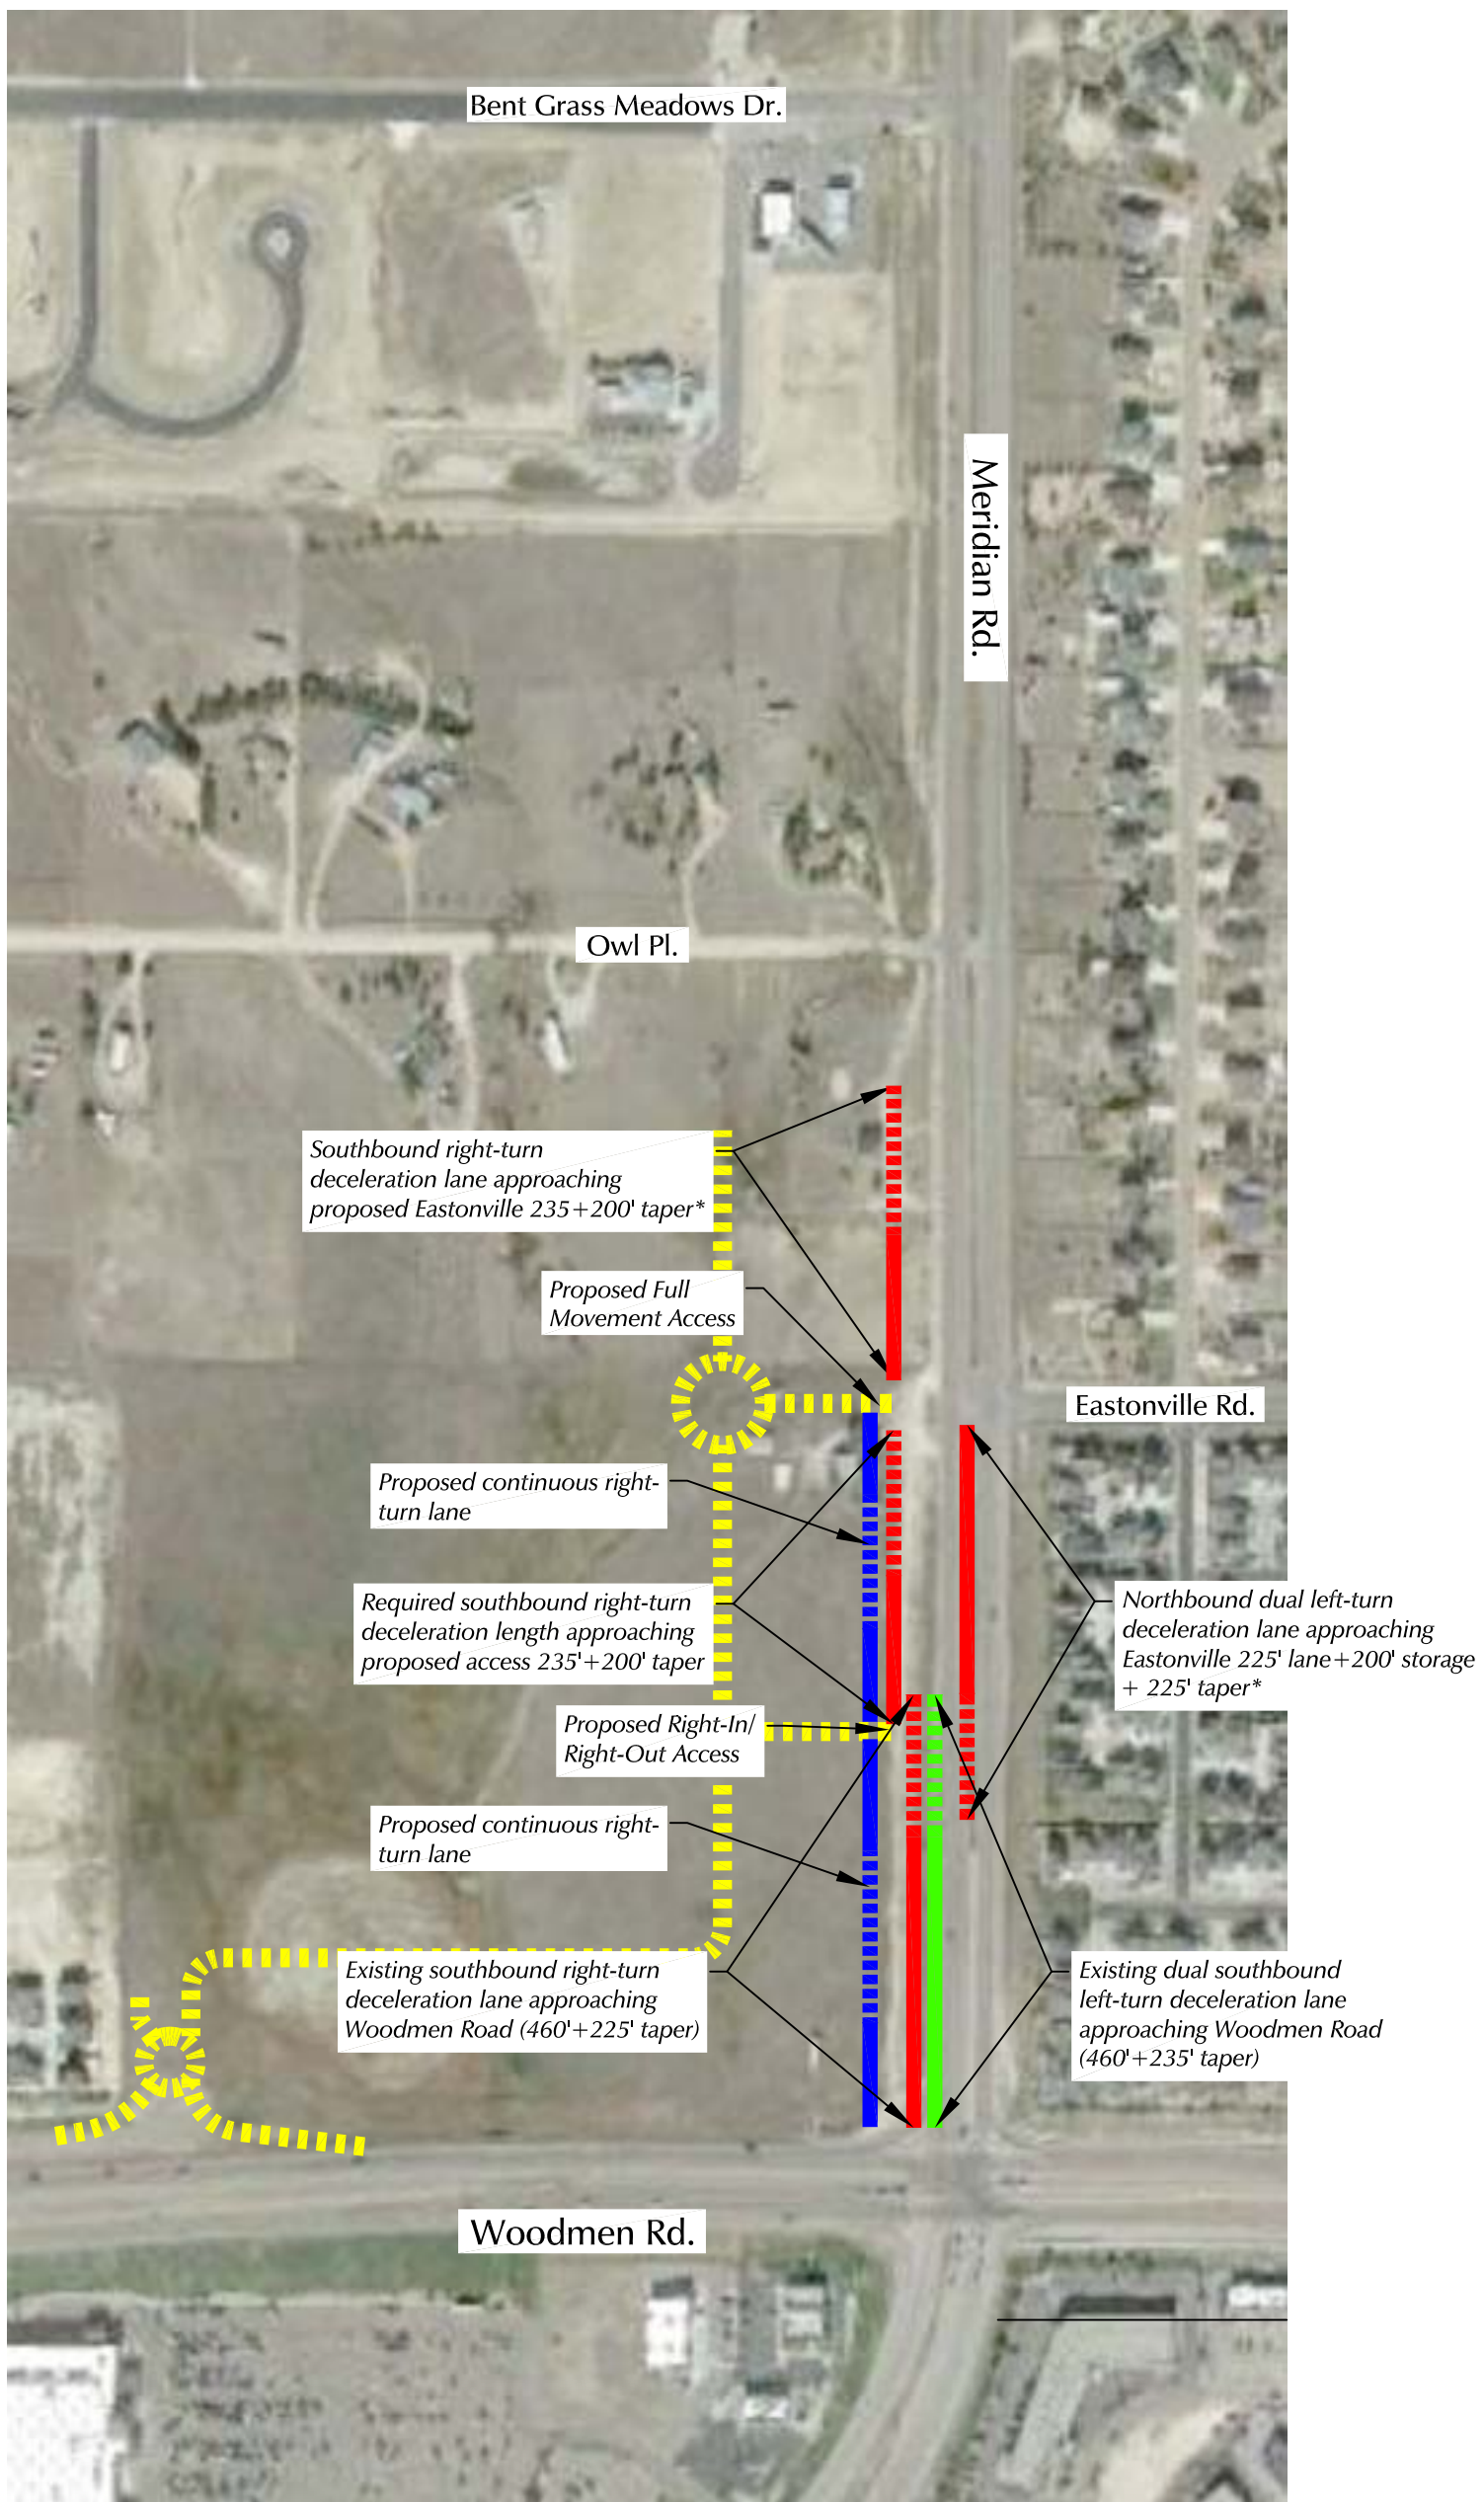 Bent Grass Meadows Dr.
Meridian Rd.
Owl Pl.
Southbound right-turn
deceleration lane approaching
proposed Eastonville 235+200' taper*
Proposed Full
Movement Access
Eastonville Rd.
Proposed continuous right-
turn lane
Required southbound right-turn
deceleration length approaching
proposed access 235'+200' taper
Northbound dual left-turn
deceleration lane approaching
Eastonville 225' lane+200' storage
+ 225' taper*
Proposed Right-In/
Right-Out Access
Proposed continuous right-
turn lane
Existing southbound right-turn
deceleration lane approaching
Woodmen Road (460'+225' taper)
Existing dual southbound
left-turn deceleration lane
approaching Woodmen Road
(460'+235' taper)
Woodmen Rd.